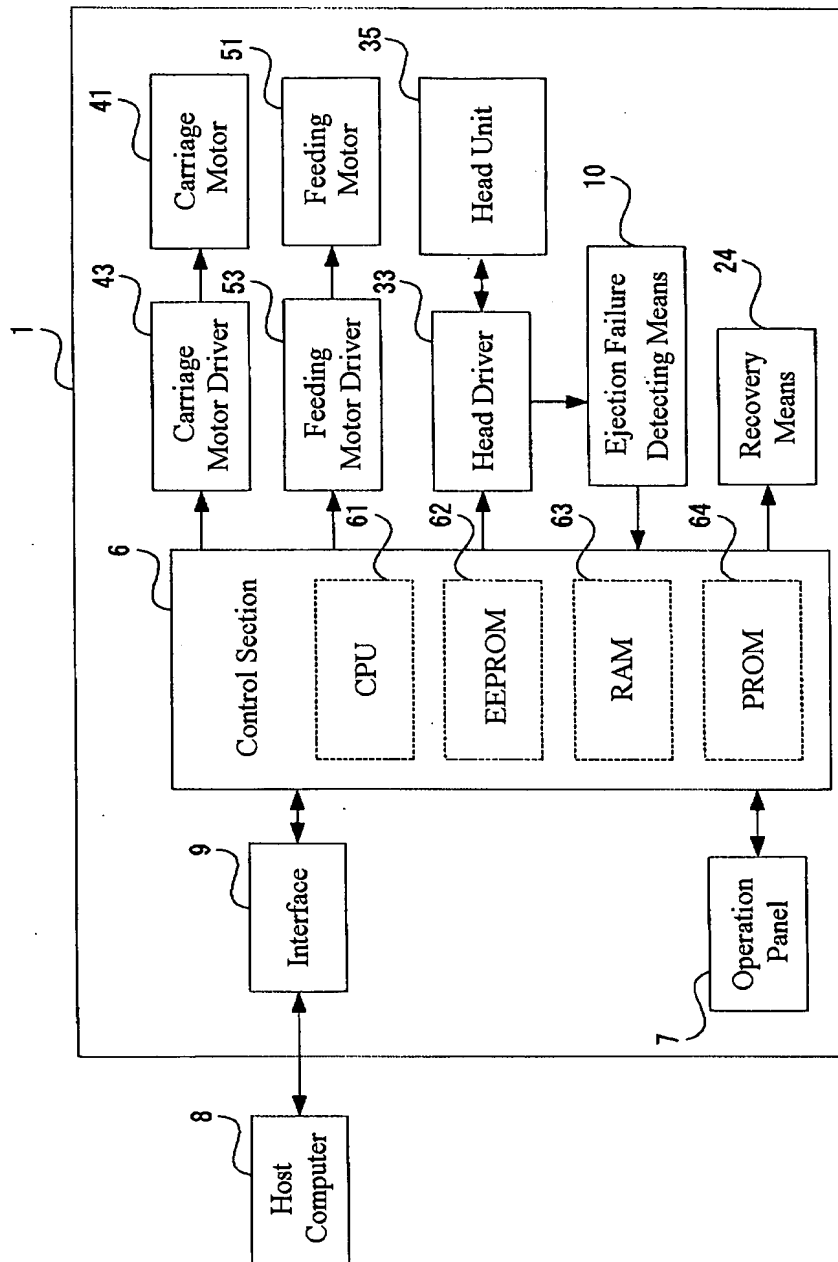 1
8
Host
Computer
9
Interface
7
Operation
Panel
6
Control Section
61
CPU
62
EEPROM
63
RAM
64
PROM
43
Carriage
Motor Driver
41
Carriage
Motor
53
Feeding
Motor Driver
51
Feeding
Motor
33
Head Driver
35
Head Unit
10
Ejection Failure
Detecting Means
24
Recovery
Means